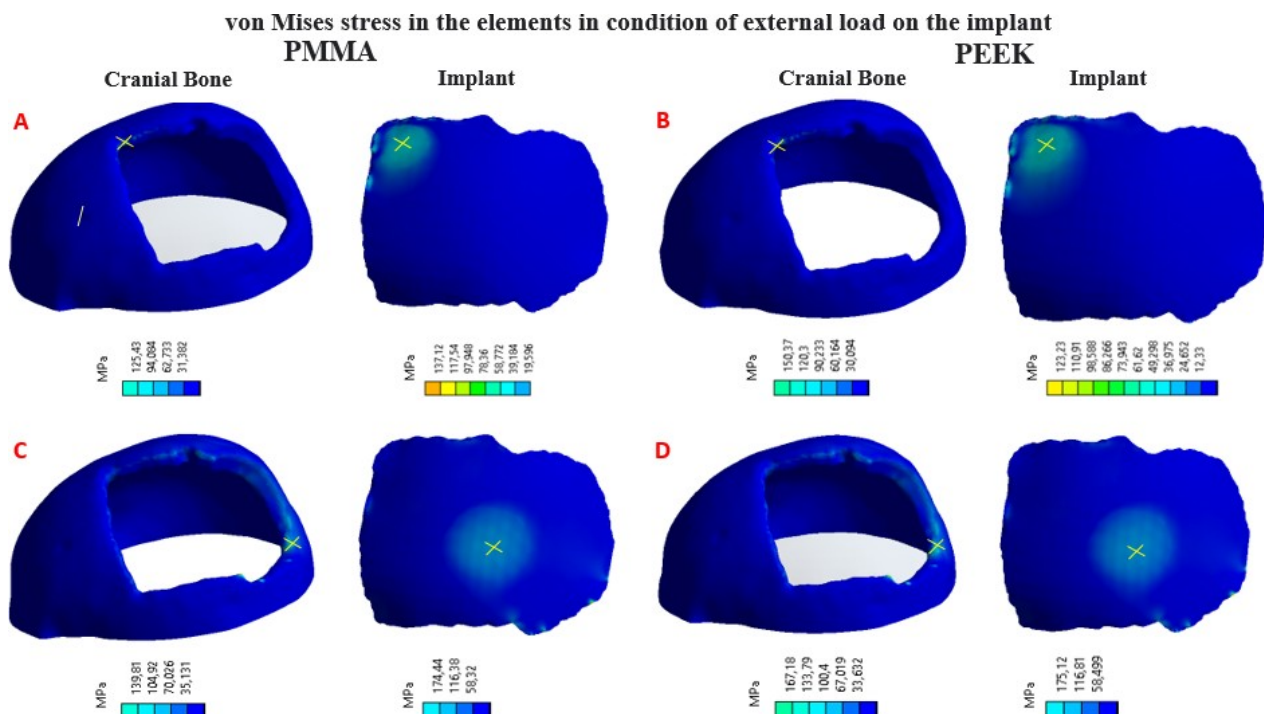 von Mises stress in the elements in condition of external load on the implant
PMMA
PEEK
Cranial Bone
Implant
Cranial Bone
Implant
A
B
MPa
125,43
94,084
62,733
31,382
MPa
137,12
117,54
97,948
78,36
58,772
39,184
19,596
MPa
150,37
120,3
90,233
60,164
30,094
MPa
123,23
110,91
98,588
86,266
73,943
61,62
49,298
36,975
24,652
12,33
C
D
MPa
139,81
104,92
70,026
35,131
MPa
174,44
116,38
58,32
MPa
167,18
133,79
100,4
67,019
33,632
MPa
175,12
116,81
58,499